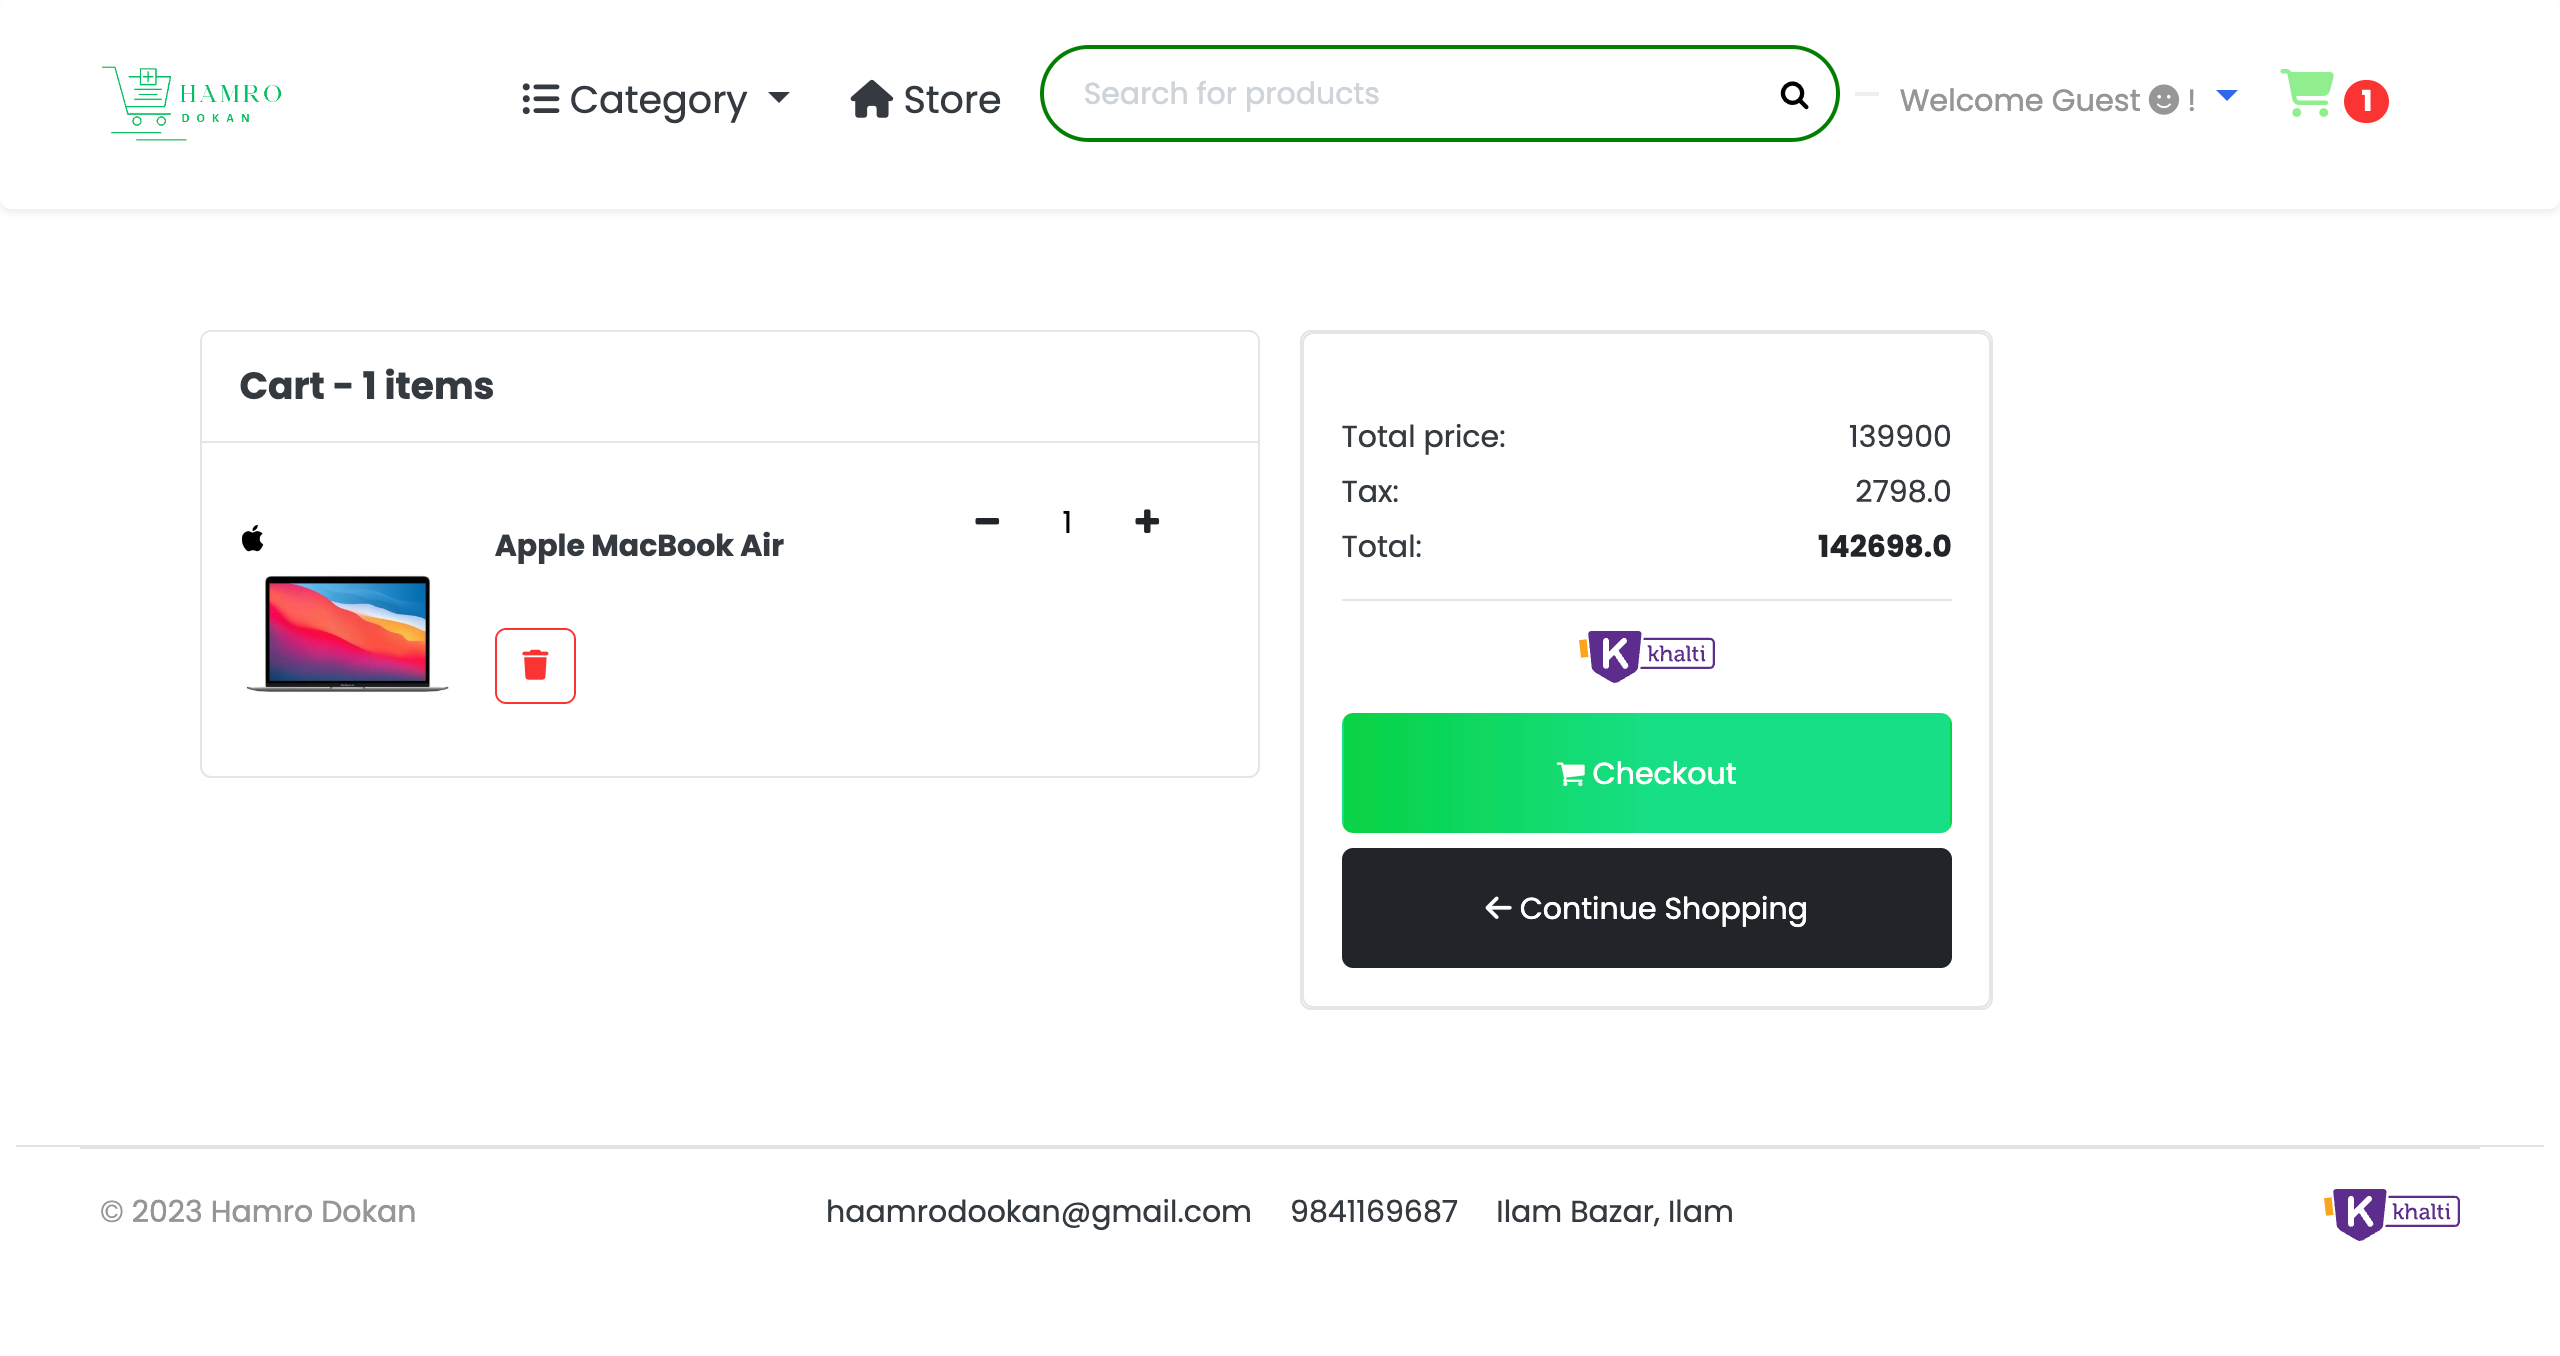 HAMRO
DOKAN
Category
Store
Search for products
Welcome Guest !
1
Cart - 1 items
Apple MacBook Air
1
Total price: 139900
Tax: 2798.0
Total: 142698.0
K khalti
Checkout
Continue Shopping
© 2023 Hamro Dokan
haamrodookan@gmail.com 9841169687 Ilam Bazar, Ilam
K khalti